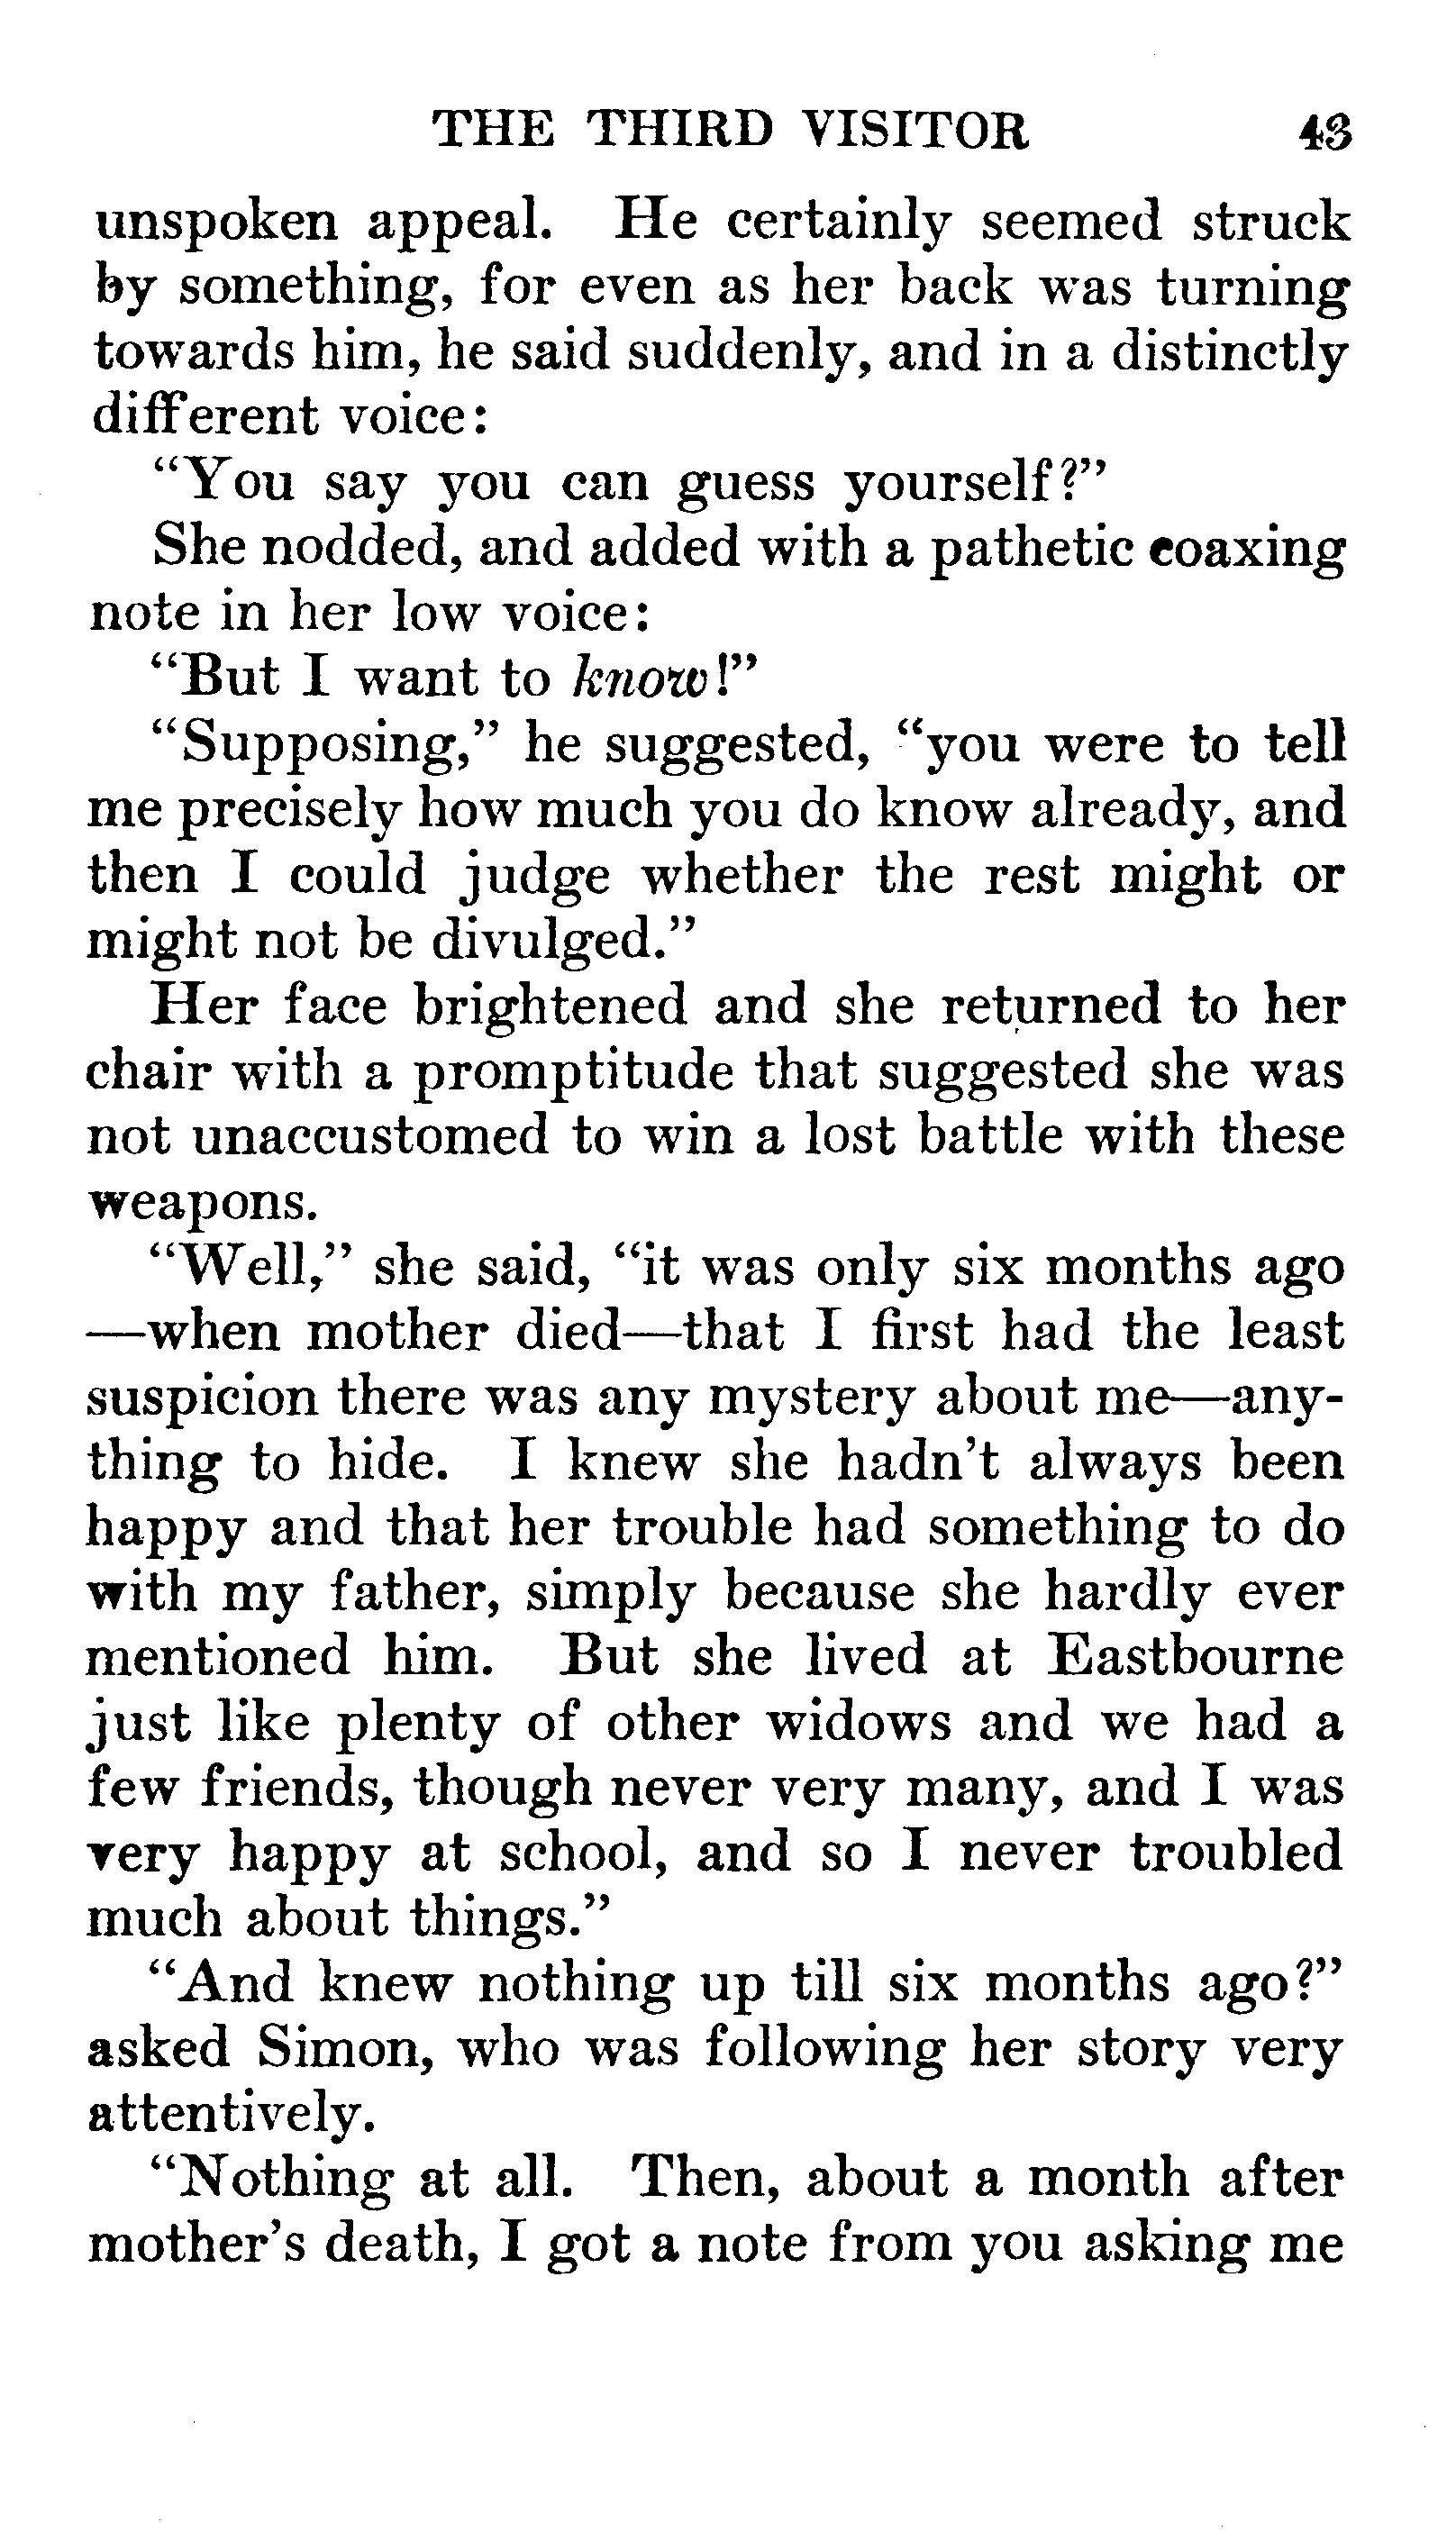 THE THIRD VISITOR 43
unspoken appeal. He certainly seemed struck
by something, for even as her back was turning
towards him, he said suddenly, and in a distinctly
different voice:
“You say you can guess yourself?”
She nodded, and added with a pathetic coaxing
note in her low voice:
“But I want to know!”
“Supposing,” he suggested, “you were to tell
me precisely how much you do know already, and
then I could judge whether the rest might or
might not be divulged.”
Her face brightened and she returned to her
chair with a promptitude that suggested she was
not unaccustomed to win a lost battle with these
weapons.
“Well,” she said, “it was only six months ago
—when mother died—that I first had the least
suspicion there was any mystery about me—any-
thing to hide. I knew she hadn’t always been
happy and that her trouble had something to do
with my father, simply because she hardly ever
mentioned him. But she lived at Eastbourne
just like plenty of other widows and we had a
few friends, though never very many, and I was
very happy at school, and so I never troubled
much about things.”
“And knew nothing up till six months ago?”
asked Simon, who was following her story very
attentively.
“Nothing at all. Then, about a month after
mother’s death, I got a note from you asking me